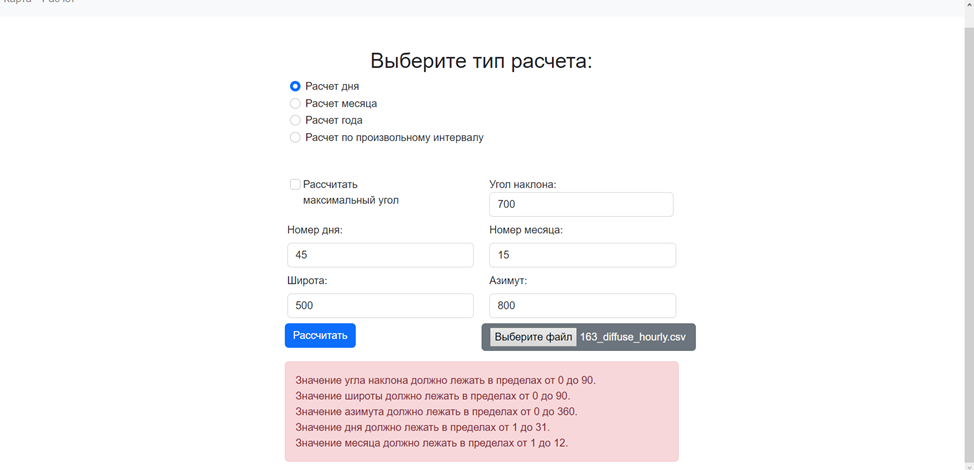 Карта Расчет
Выберите тип расчета:
Расчет дня
Расчет месяца
Расчет года
Расчет по произвольному интервалу
Рассчитать
максимальный угол
Угол наклона:
700
Номер дня:
Номер месяца:
45
15
Широта:
Азимут:
500
800
Рассчитать
Выберите файл 163_diffuse_hourly.csv
Значение угла наклона должно лежать в пределах от 0 до 90.
Значение широты должно лежать в пределах от 0 до 90.
Значение азимута должно лежать в пределах от 0 до 360.
Значение дня должно лежать в пределах от 1 до 31.
Значение месяца должно лежать в пределах от 1 до 12.